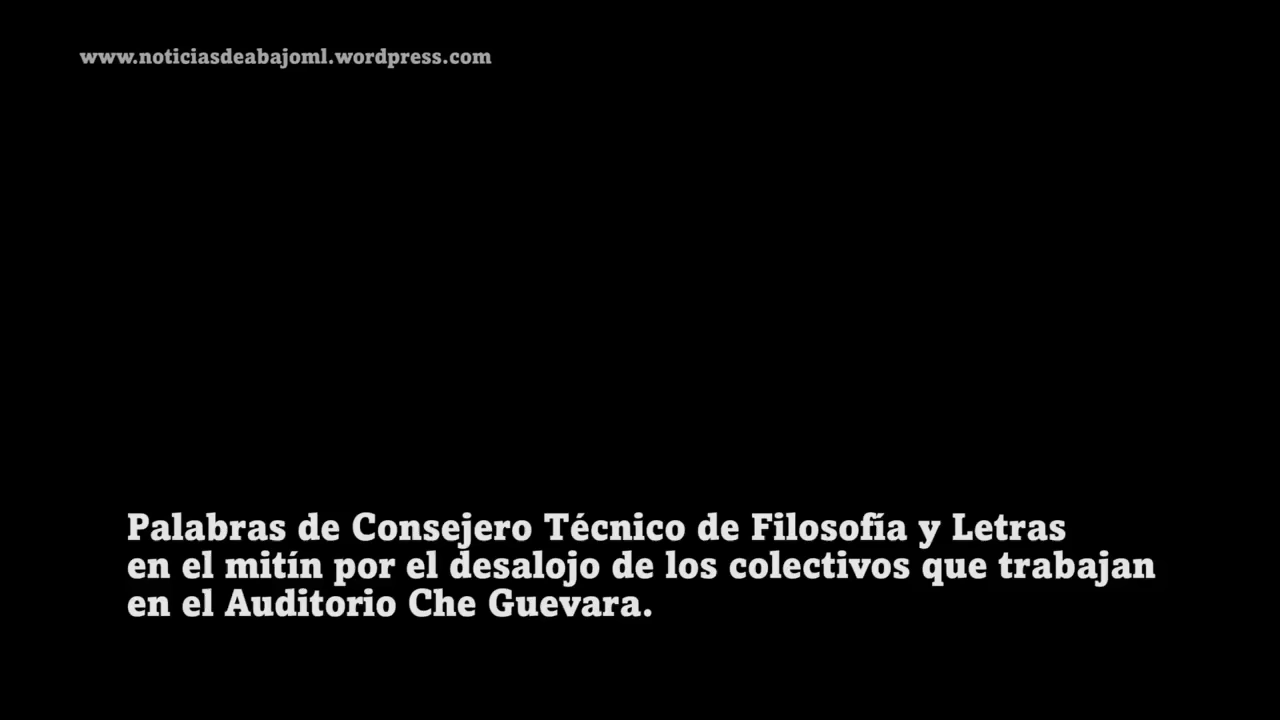 www.noticiasdeabajoml.wordpress.com
Palabras de Consejero Técnico de Filosofía y Letras
en el mitín por el desalojo de los colectivos que trabajan
en el Auditorio Che Guevara.